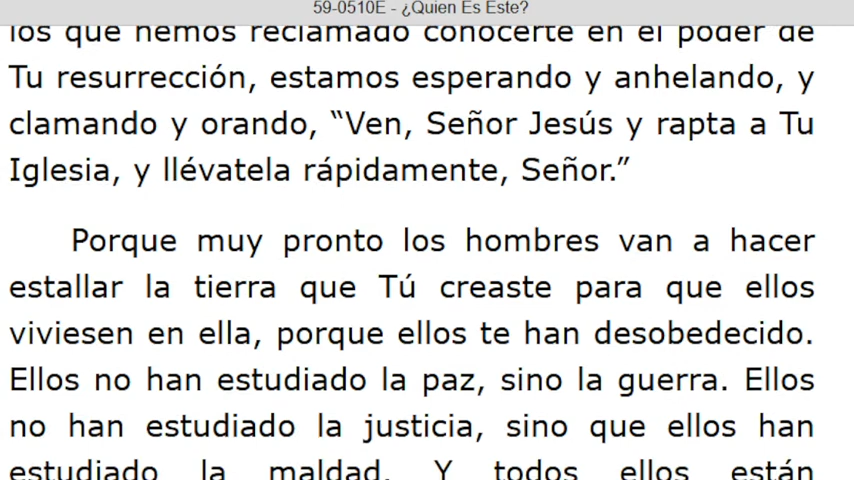 59-0510E - ¿Quien Es Este?
los que hemos reclamado conocerte en el poder de
Tu resurrección, estamos esperando y anhelando, y
clamando y orando, “Ven, Señor Jesús y rapta a Tu
Iglesia, y llévatela rápidamente, Señor.”
Porque muy pronto los hombres van a hacer
estallar la tierra que Tú creaste para que ellos
viviesen en ella, porque ellos te han desobedecido.
Ellos no han estudiado la paz, sino la guerra. Ellos
no han estudiado la justicia, sino que ellos han
estudiado la maldad. Y todos ellos están